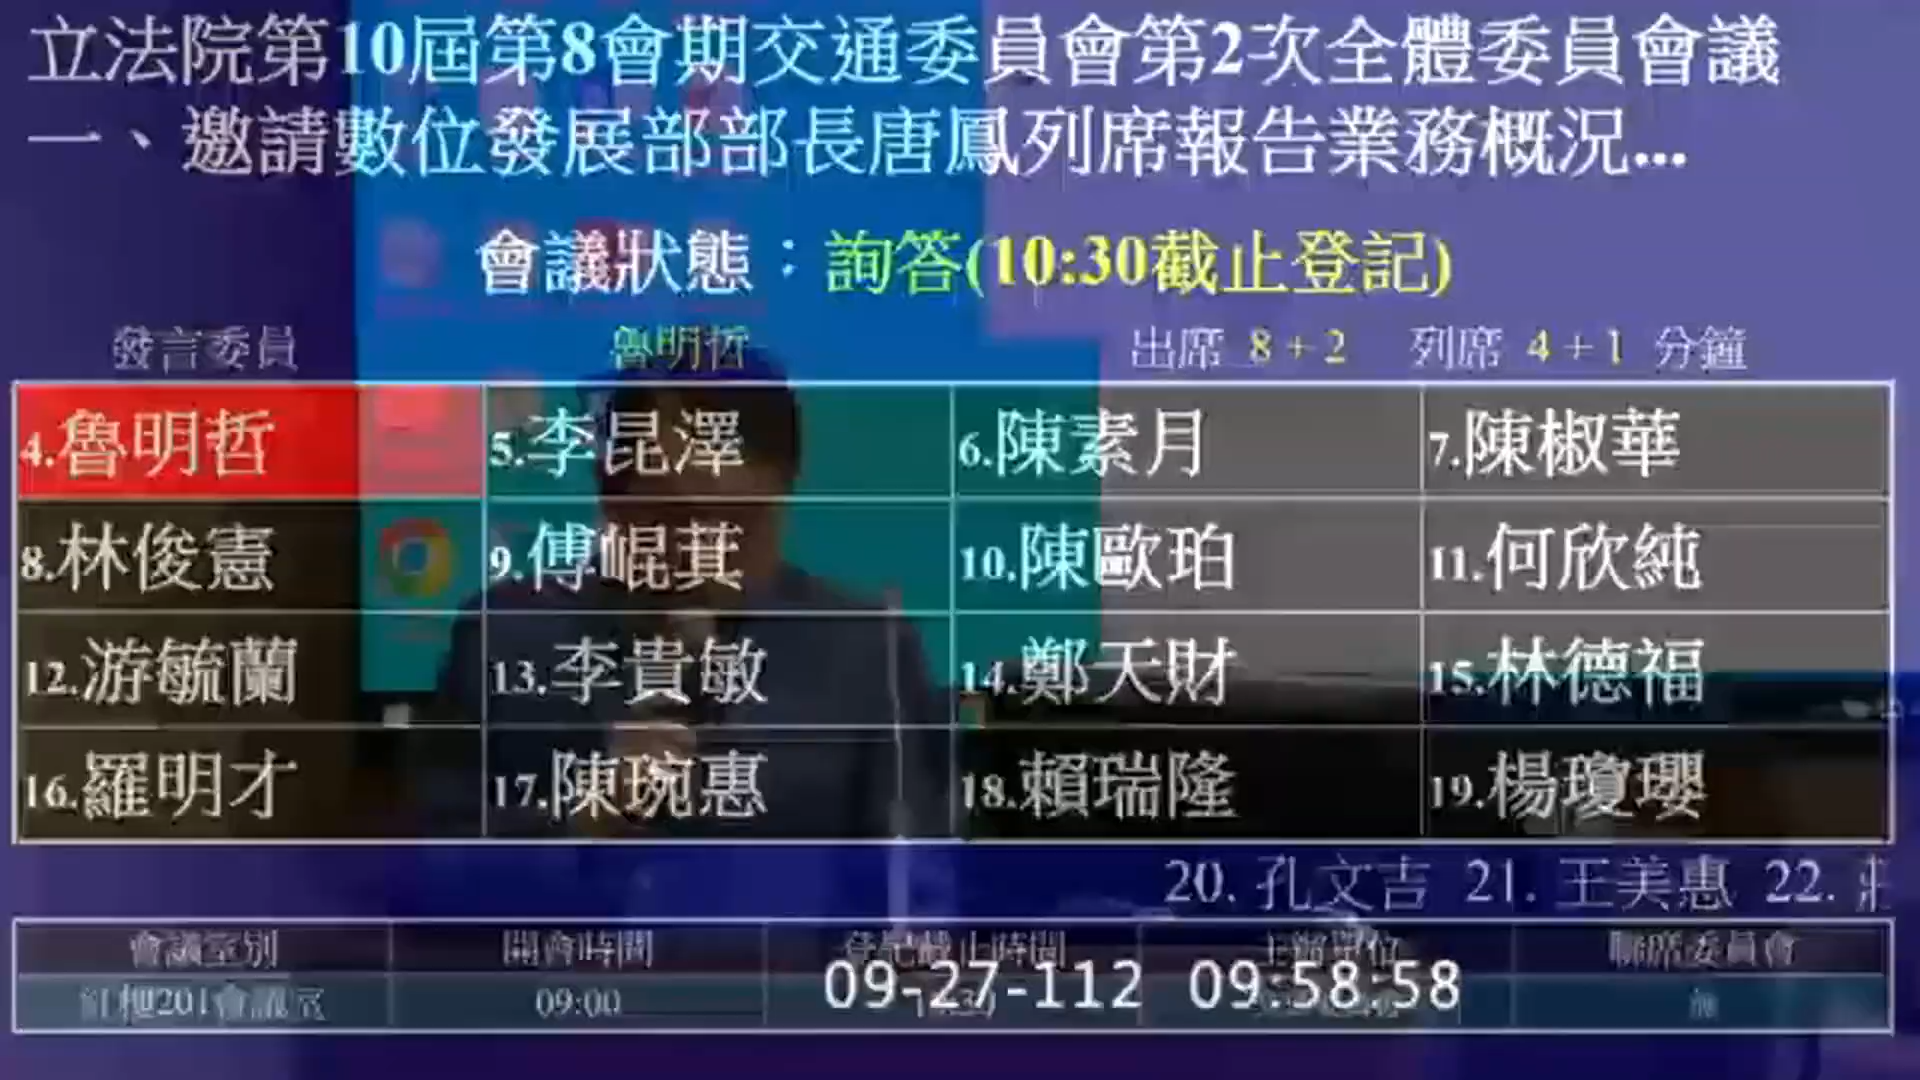 立法院第10屆第8會期交通委員會第2次全體委員會議
一、邀請數位發展部部長唐鳳列席報告業務概況...
會議狀態：詢答(10:30截止登記)
發言委員 魯明哲 出席 8+2 列席 4+1 分鐘
4.魯明哲 5.李昆澤 6.陳素月 7.陳椒華
8.林俊憲 9.傅崐萁 10.陳歐珀 11.何欣純
12.游毓蘭 13.李貴敏 14.鄭天財 15.林德福
16.羅明才 17.陳琬惠 18.賴瑞隆 19.楊瓊瓔
20. 孔文吉 21. 王美惠 22.
會議室別 開會時間 登記截止時間 主辦單位 聯席委員會
紅樓201會議室 09:00 無
09-27-112 09:58:58